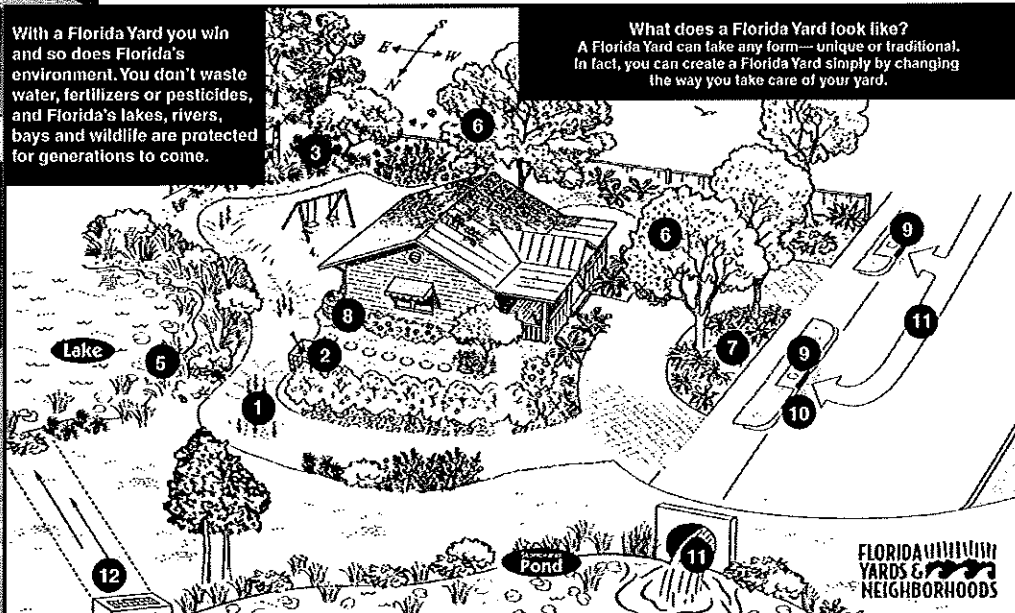 With a Florida Yard you win
and so does Florida's
environment. You don't waste
water, fertilizers or pesticides,
and Florida's lakes, rivers,
bays and wildlife are protected
for generations to come.
What does a Florida Yard look like?
A Florida Yard can take any form— unique or traditional.
In fact, you can create a Florida Yard simply by changing
the way you take care of your yard.
S
E
W
N
6
3
6
9
11
8
Lake
5
2
7
9
1
10
11
Pond
12
FLORIDA
YARDS &
NEIGHBORHOODS